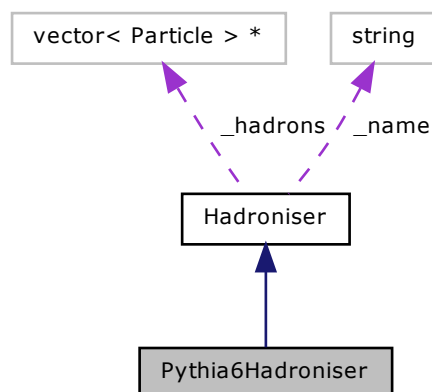 vector< Particle > *
string
_hadrons
_name
Hadroniser
Pythia6Hadroniser